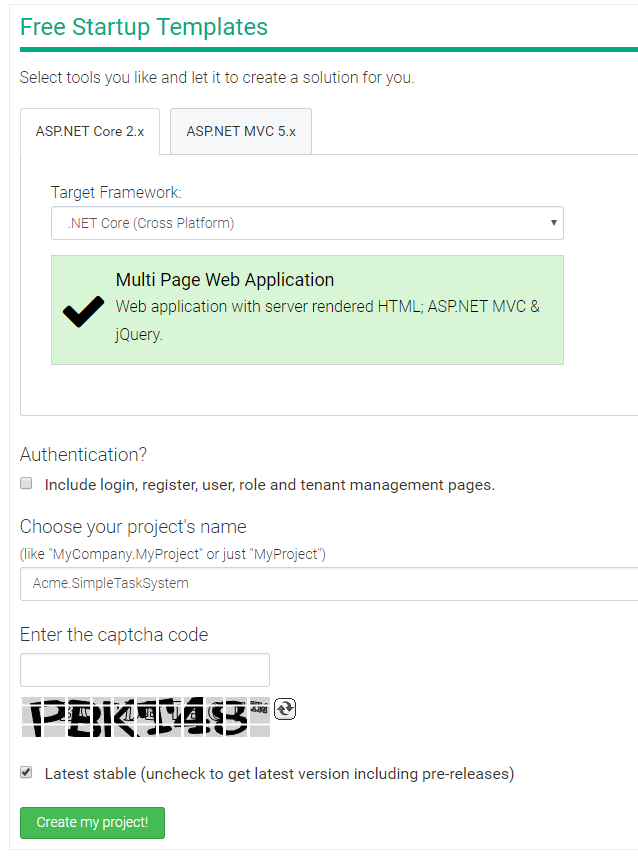 Free Startup Templates
Select tools you like and let it to create a solution for you.
ASP.NET Core 2.x
ASP.NET MVC 5.x
Target Framework:
.NET Core (Cross Platform)
Multi Page Web Application
Web application with server rendered HTML; ASP.NET MVC &
jQuery.
Authentication?
Include login, register, user, role and tenant management pages.
Choose your project's name
(like "MyCompany.MyProject" or just "MyProject")
Acme.SimpleTaskSystem
Enter the captcha code
Latest stable (uncheck to get latest version including pre-releases)
Create my project!